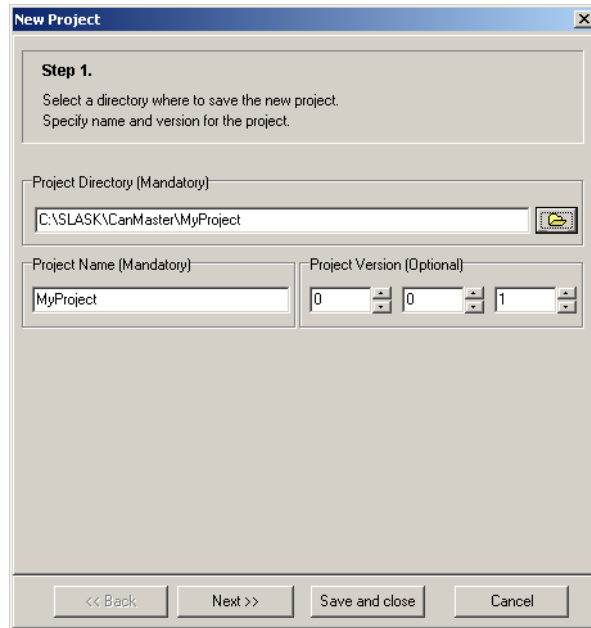 New Project
Step 1.
Select a directory where to save the new project.
Specify name and version for the project.
Project Directory (Mandatory)
C:\SLASK\CanMaster\MyProject
Project Name (Mandatory)
Project Version (Optional)
MyProject
0
0
1
<< Back
Next >>
Save and close
Cancel